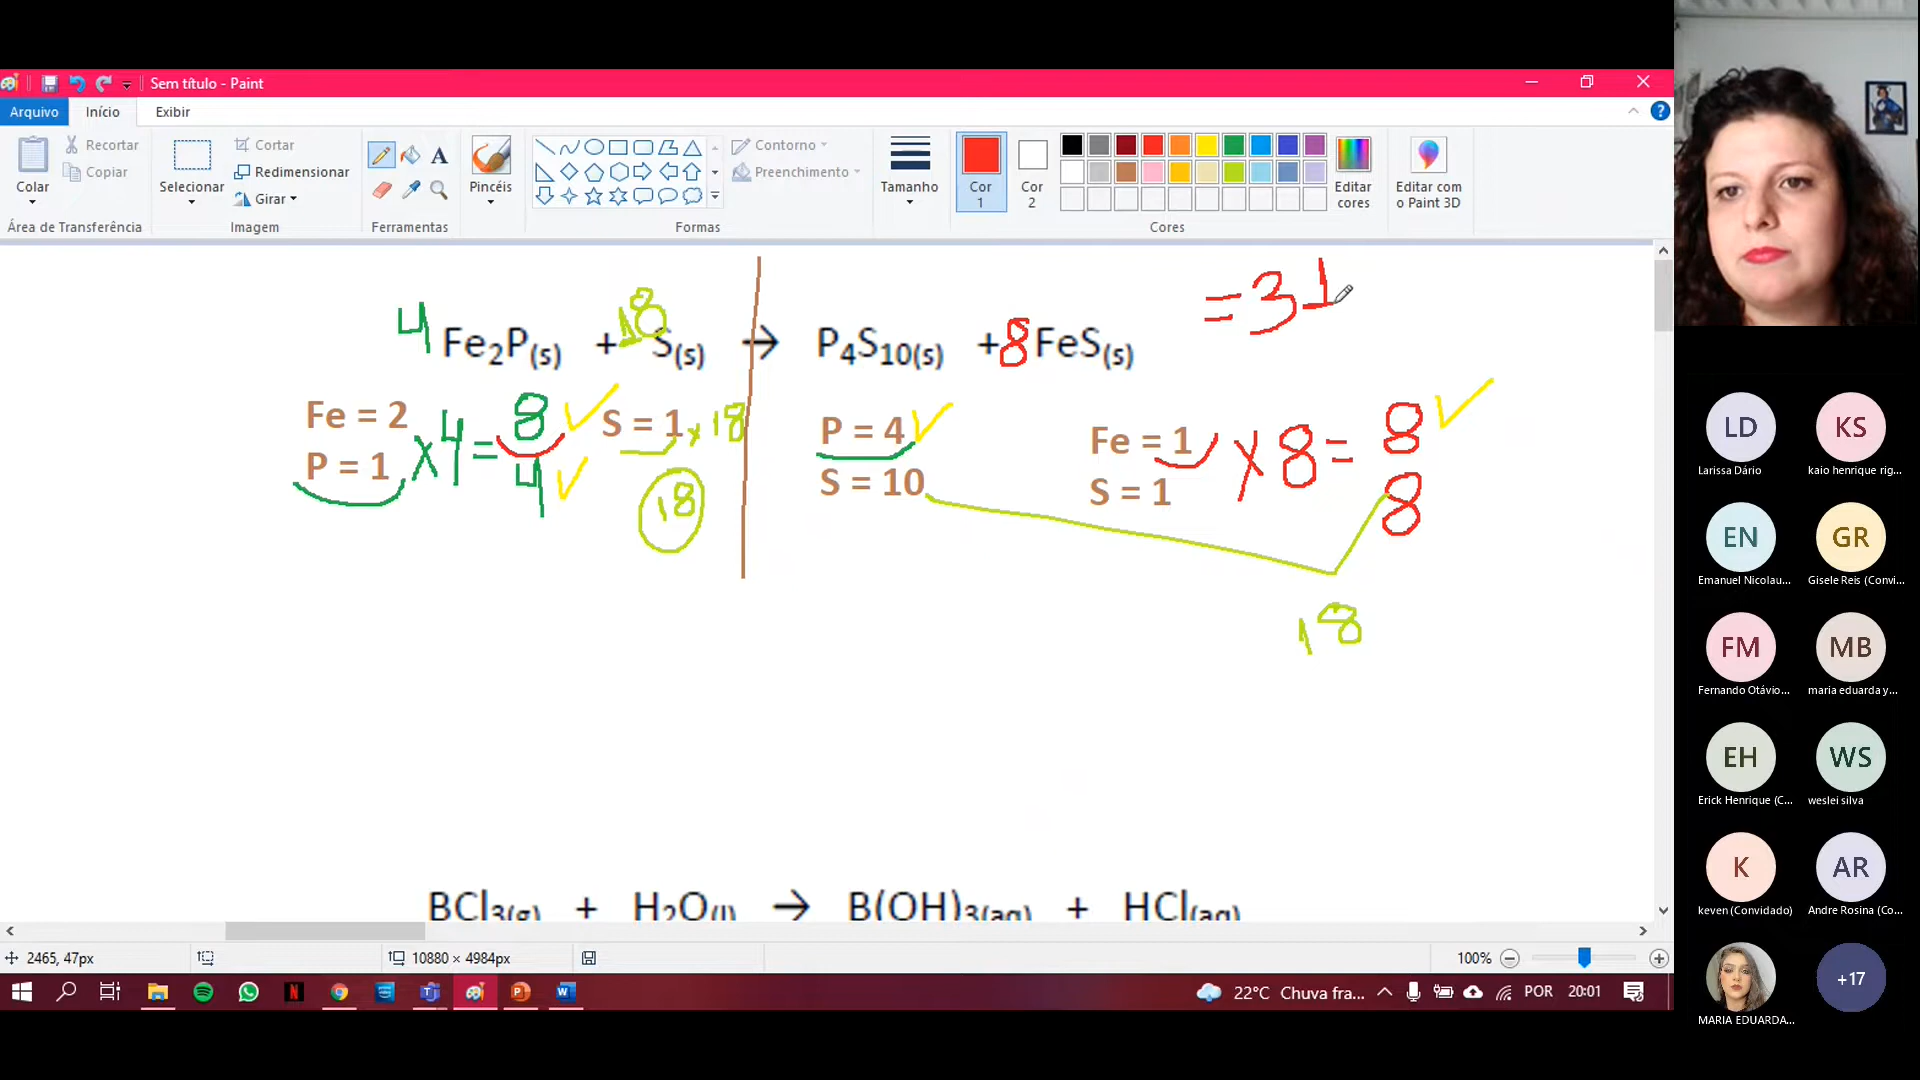 Sem título - Paint
Arquivo Início Exibir ?
Colar
Recortar
Copiar
Área de Transferência
Selecionar
Cortar
Redimensionar
Girar
Imagem
A
Ferramentas
Pincéis
Contorno
Preenchimento
Formas
Tamanho
Cor 1
Cor 2
Editar cores
Cores
Editar com o Paint 3D
= 31
4 Fe2P(s) + 18 S(s) → P4S10(s) + 8 FeS(s)
Fe = 2
P = 1
x4 = 8
4
S = 1 x 18
18
P = 4
S = 10
Fe = 1
S = 1
x 8 = 8
8
18
BCl3(g) + H2O(l) → B(OH)3(aq) + HCl(aq)
2465, 47px
10880 × 4984px
100%
22°C Chuva fra...
POR 20:01
LD
Larissa Dário
KS
kaio henrique rig...
EN
Emanuel Nicolau...
GR
Gisele Reis (Convi...
FM
Fernando Otávio...
MB
maria eduarda y...
EH
Erick Henrique (C...
WS
weslei silva
K
keven (Convidado)
AR
Andre Rosina (Co...
MARIA EDUARDA...
+17